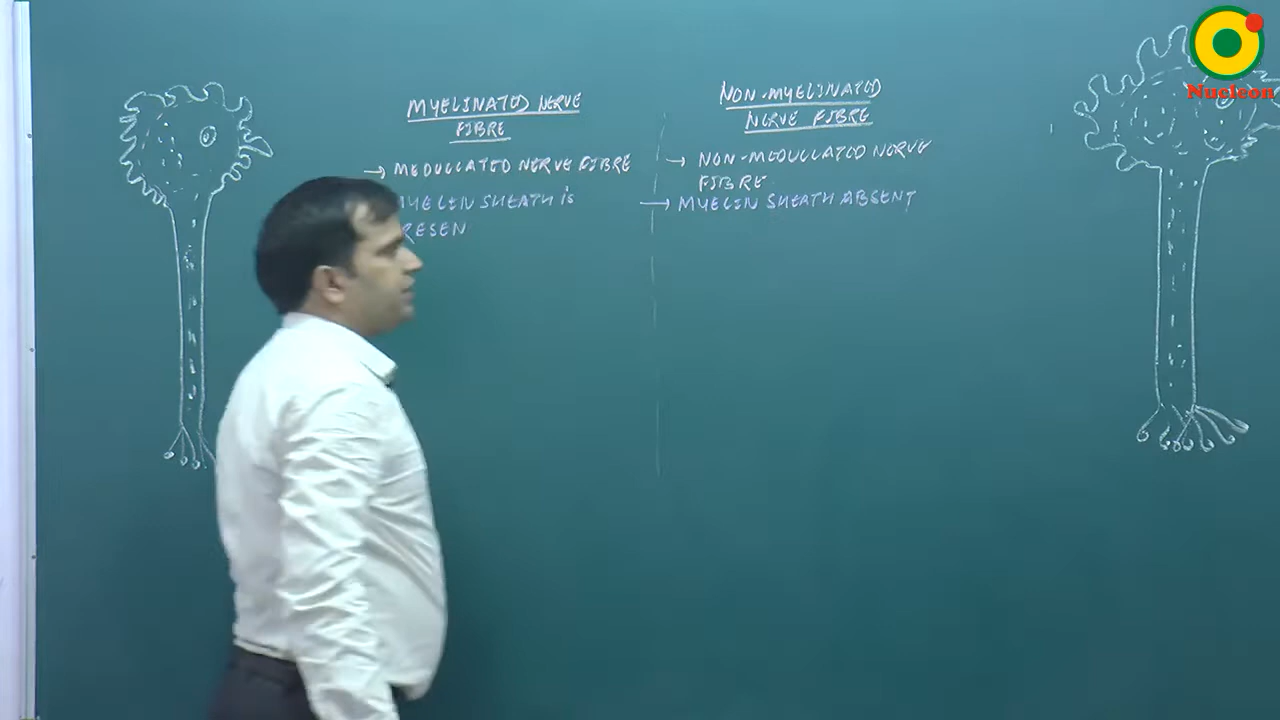 MYELINATED NERVE
FIBRE
→ MEDULLATED NERVE FIBRE
MYELIN SHEATH is
RESEN
NON-MYELINATED
NERVE FIBRE
→ NON-MEDULLATED NERVE
FIBRE
→ MYELIN SHEATH ABSENT
Nucleon